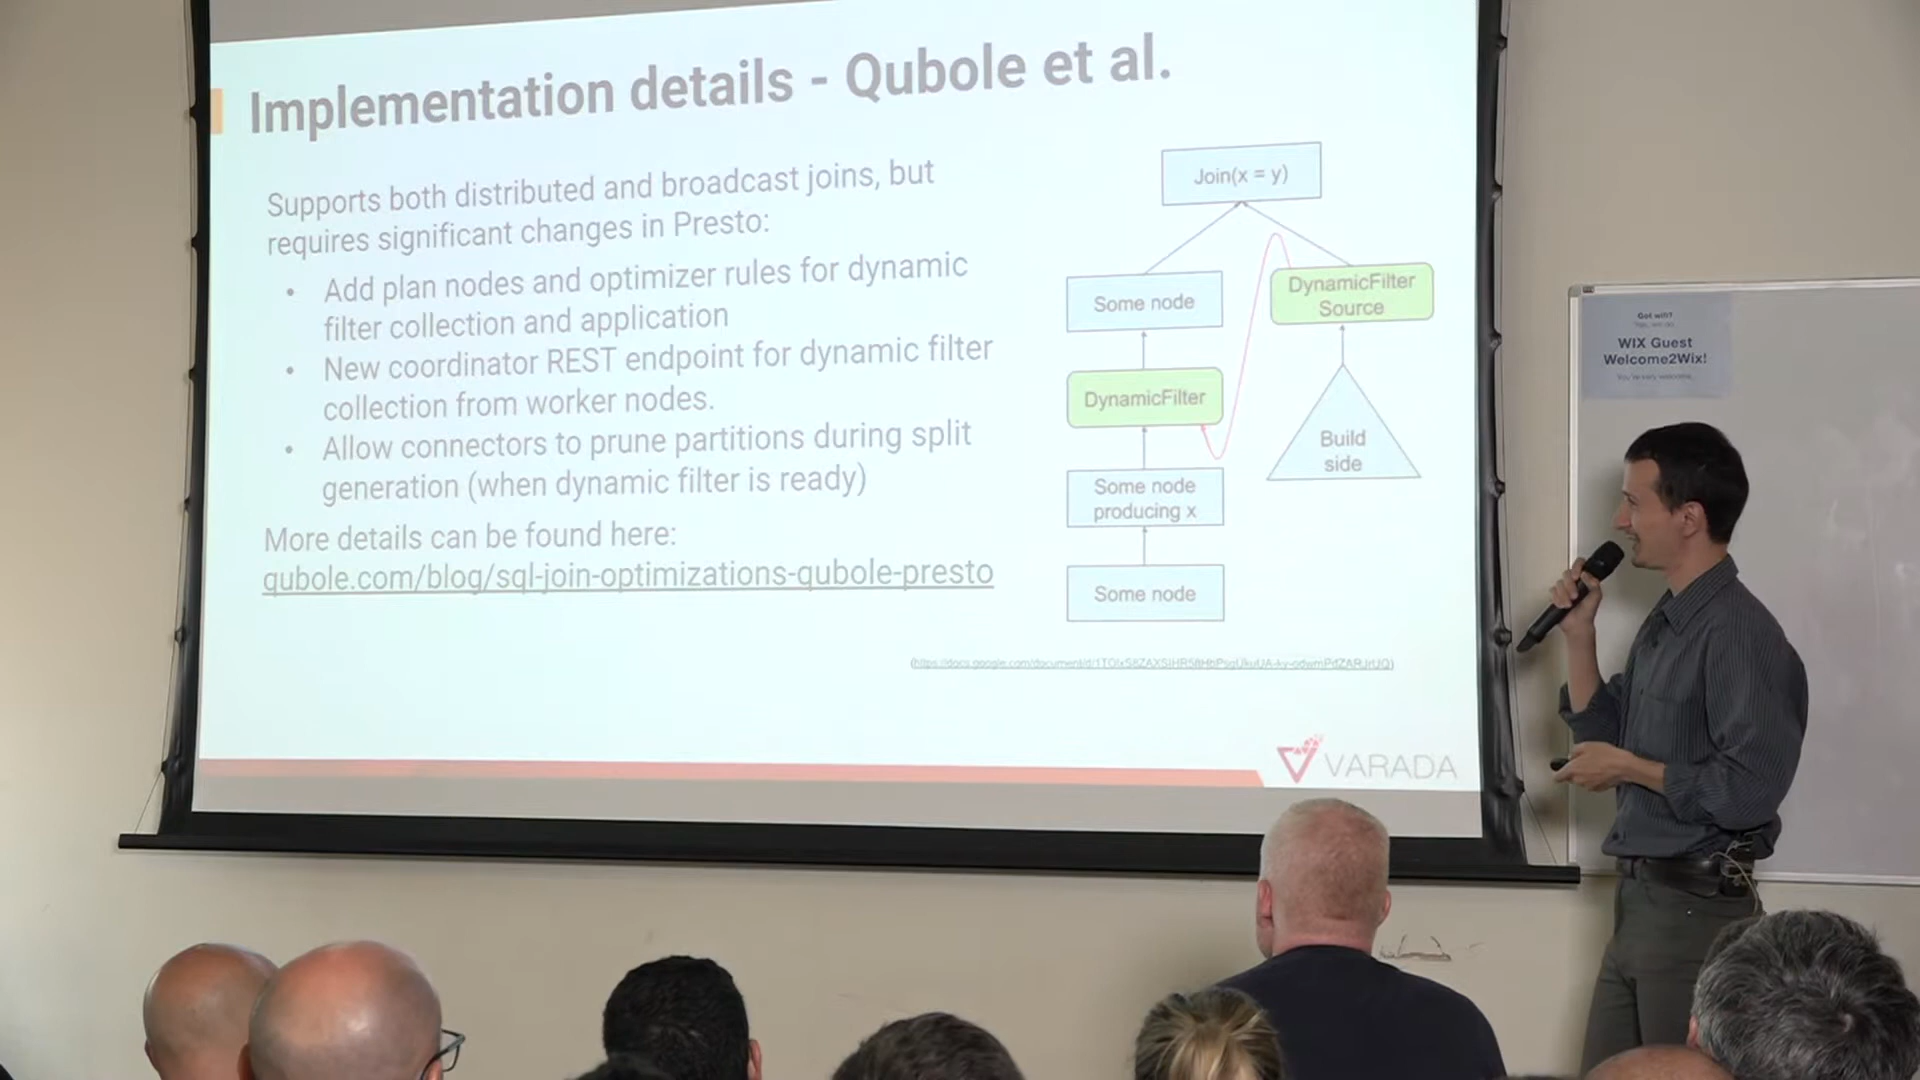 Implementation details - Qubole et al.
Supports both distributed and broadcast joins, but
requires significant changes in Presto:
• Add plan nodes and optimizer rules for dynamic
filter collection and application
• New coordinator REST endpoint for dynamic filter
collection from worker nodes.
• Allow connectors to prune partitions during split
generation (when dynamic filter is ready)
More details can be found here:
qubole.com/blog/sql-join-optimizations-qubole-presto
Join(x = y)
Some node
DynamicFilter
Source
DynamicFilter
Build
side
Some node
producing x
Some node
VARADA
Got wifi?
WIX Guest
Welcome2Wix!